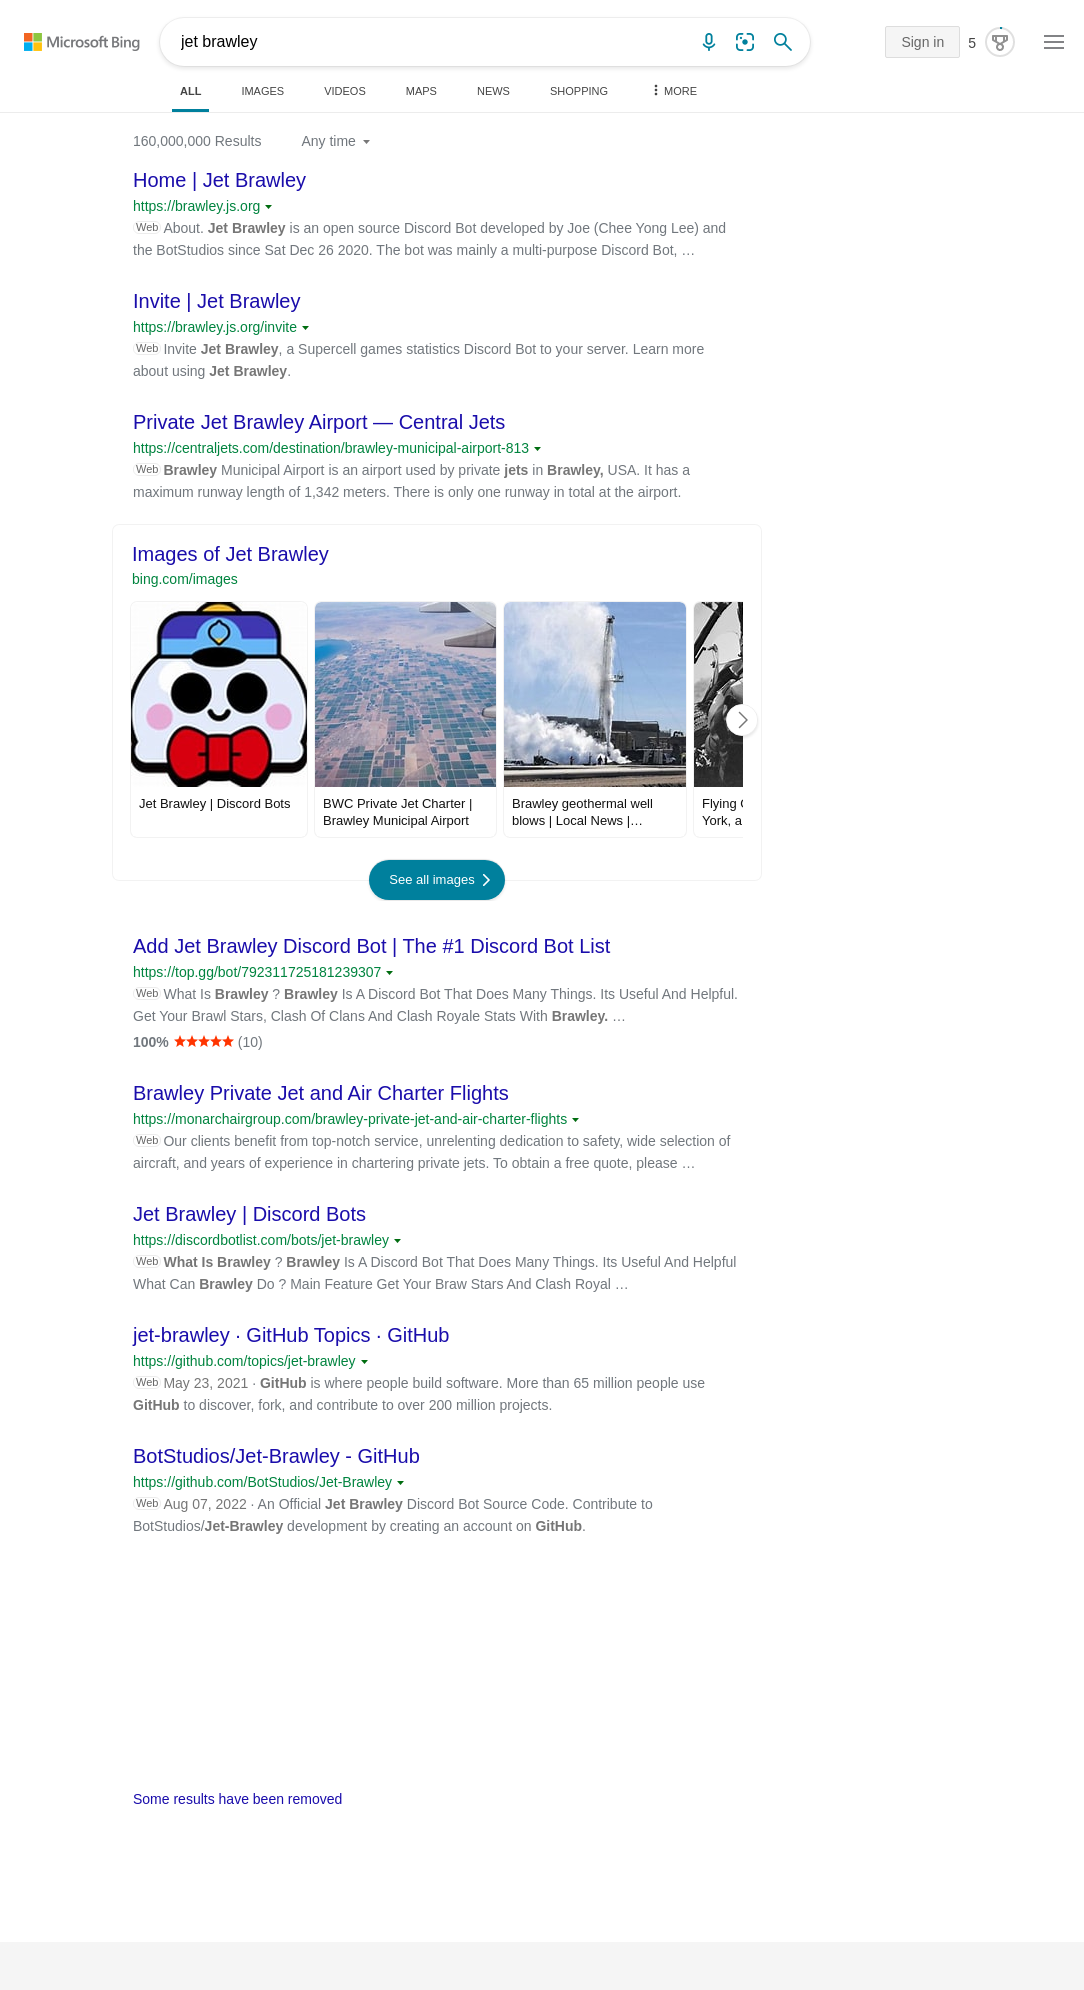 Microsoft Bing
jet brawley
Sign in
5
ALL IMAGES VIDEOS MAPS NEWS SHOPPING MORE
160,000,000 Results Any time
Home | Jet Brawley
https://brawley.js.org
Web About. Jet Brawley is an open source Discord Bot developed by Joe (Chee Yong Lee) and
the BotStudios since Sat Dec 26 2020. The bot was mainly a multi-purpose Discord Bot, …
Invite | Jet Brawley
https://brawley.js.org/invite
Web Invite Jet Brawley, a Supercell games statistics Discord Bot to your server. Learn more
about using Jet Brawley.
Private Jet Brawley Airport — Central Jets
https://centraljets.com/destination/brawley-municipal-airport-813
Web Brawley Municipal Airport is an airport used by private jets in Brawley, USA. It has a
maximum runway length of 1,342 meters. There is only one runway in total at the airport.
Images of Jet Brawley
bing.com/images
Jet Brawley | Discord Bots
BWC Private Jet Charter |
Brawley Municipal Airport
Brawley geothermal well
blows | Local News |…
Flying
York, a
See all images
Add Jet Brawley Discord Bot | The #1 Discord Bot List
https://top.gg/bot/792311725181239307
Web What Is Brawley ? Brawley Is A Discord Bot That Does Many Things. Its Useful And Helpful.
Get Your Brawl Stars, Clash Of Clans And Clash Royale Stats With Brawley. …
100% (10)
Brawley Private Jet and Air Charter Flights
https://monarchairgroup.com/brawley-private-jet-and-air-charter-flights
Web Our clients benefit from top-notch service, unrelenting dedication to safety, wide selection of
aircraft, and years of experience in chartering private jets. To obtain a free quote, please …
Jet Brawley | Discord Bots
https://discordbotlist.com/bots/jet-brawley
Web What Is Brawley ? Brawley Is A Discord Bot That Does Many Things. Its Useful And Helpful
What Can Brawley Do ? Main Feature Get Your Braw Stars And Clash Royal …
jet-brawley · GitHub Topics · GitHub
https://github.com/topics/jet-brawley
Web May 23, 2021 · GitHub is where people build software. More than 65 million people use
GitHub to discover, fork, and contribute to over 200 million projects.
BotStudios/Jet-Brawley - GitHub
https://github.com/BotStudios/Jet-Brawley
Web Aug 07, 2022 · An Official Jet Brawley Discord Bot Source Code. Contribute to
BotStudios/Jet-Brawley development by creating an account on GitHub.
Some results have been removed